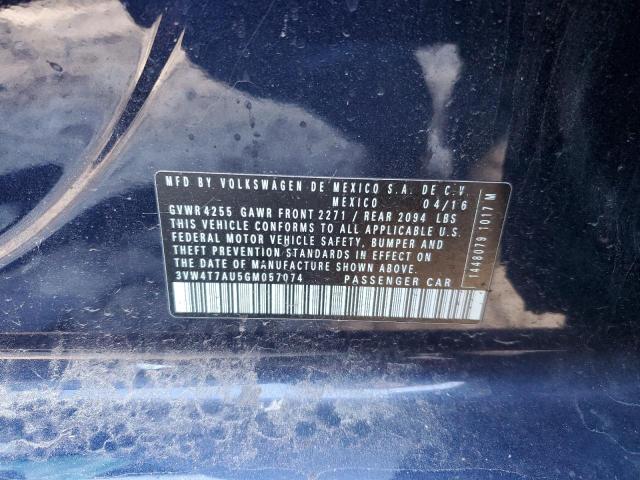 MFD BY VOLKSWAGEN DE MEXICO S.A. DE C.V.
MEXICO 04/16
GVWR 4255 GAWR FRONT 2271 / REAR 2094 LBS
THIS VEHICLE CONFORMS TO ALL APPLICABLE U.S.
FEDERAL MOTOR VEHICLE SAFETY, BUMPER AND
THEFT PREVENTION STANDARDS IN EFFECT ON
THE DATE OF MANUFACTURE SHOWN ABOVE.
3VW4T7AU5GM057074 PASSENGER CAR
1448079 1017 M